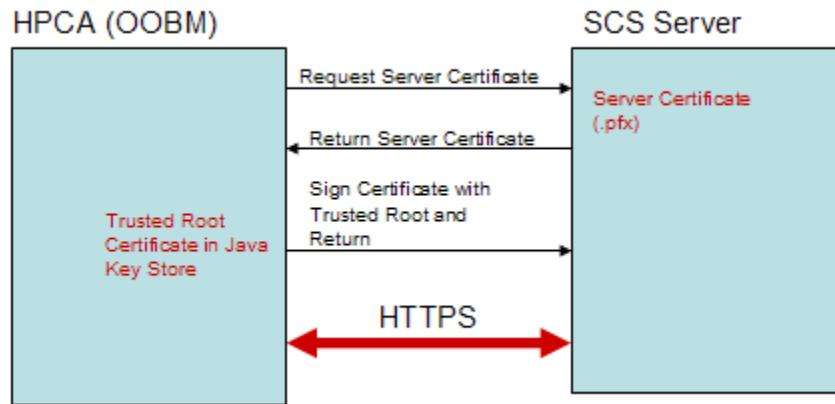 HPCA (OOBM)
SCS Server
Request Server Certificate
Server Certificate
(.pfx)
Return Server Certificate
Sign Certificate with
Trusted Root and
Return
Trusted Root
Certificate in Java
Key Store
HTTPS